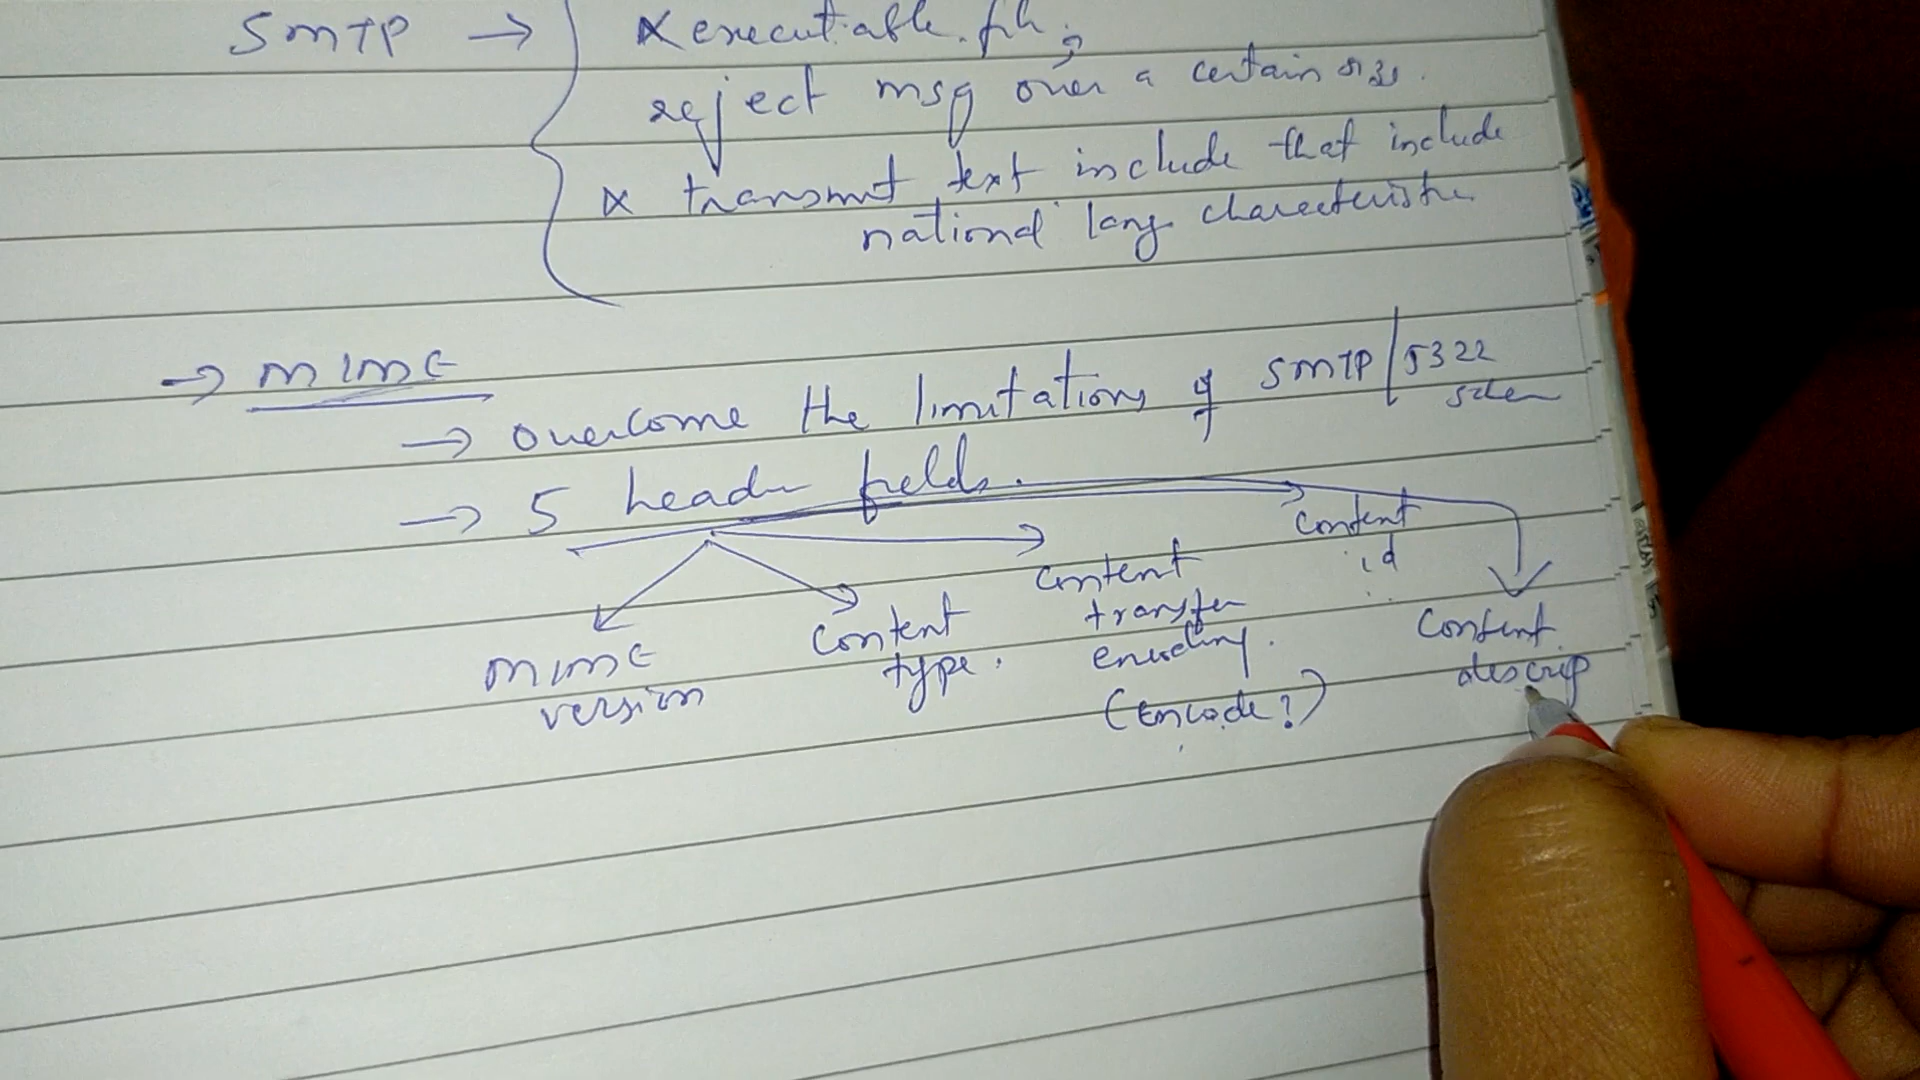 SMTP → x executable file;
reject msg over a certain size.
x transmit text include that include
national lang characteristic
→ MIME
→ overcome the limitations of SMTP/5322
→ 5 header fields.
MIME
version
content
type.
content
transfer
encoding.
(Encode?)
content
id
content
descrip